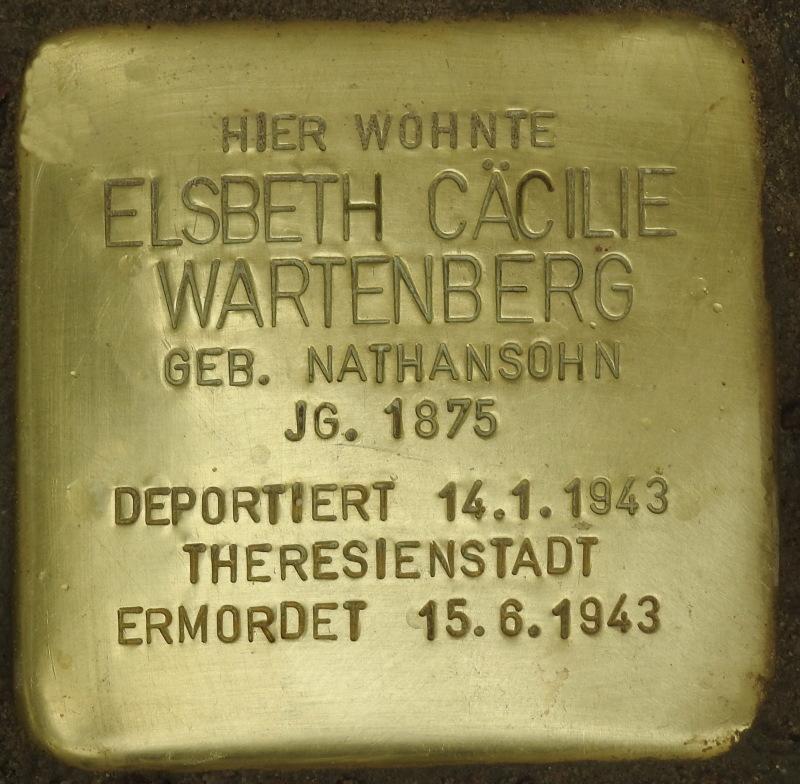 HIER WOHNTE
ELSBETH CÄCILIE
WARTENBERG
GEB. NATHANSOHN
JG. 1875
DEPORTIERT 14.1.1943
THERESIENSTADT
ERMORDET 15.6.1943